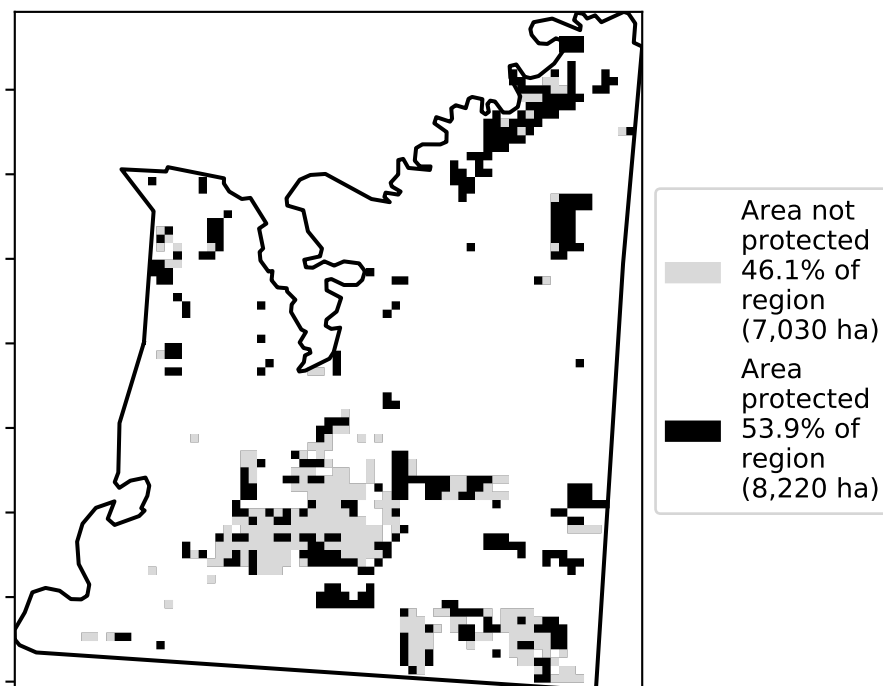 Area not
protected
46.1% of
region
(7,030 ha)
Area
protected
53.9% of
region
(8,220 ha)